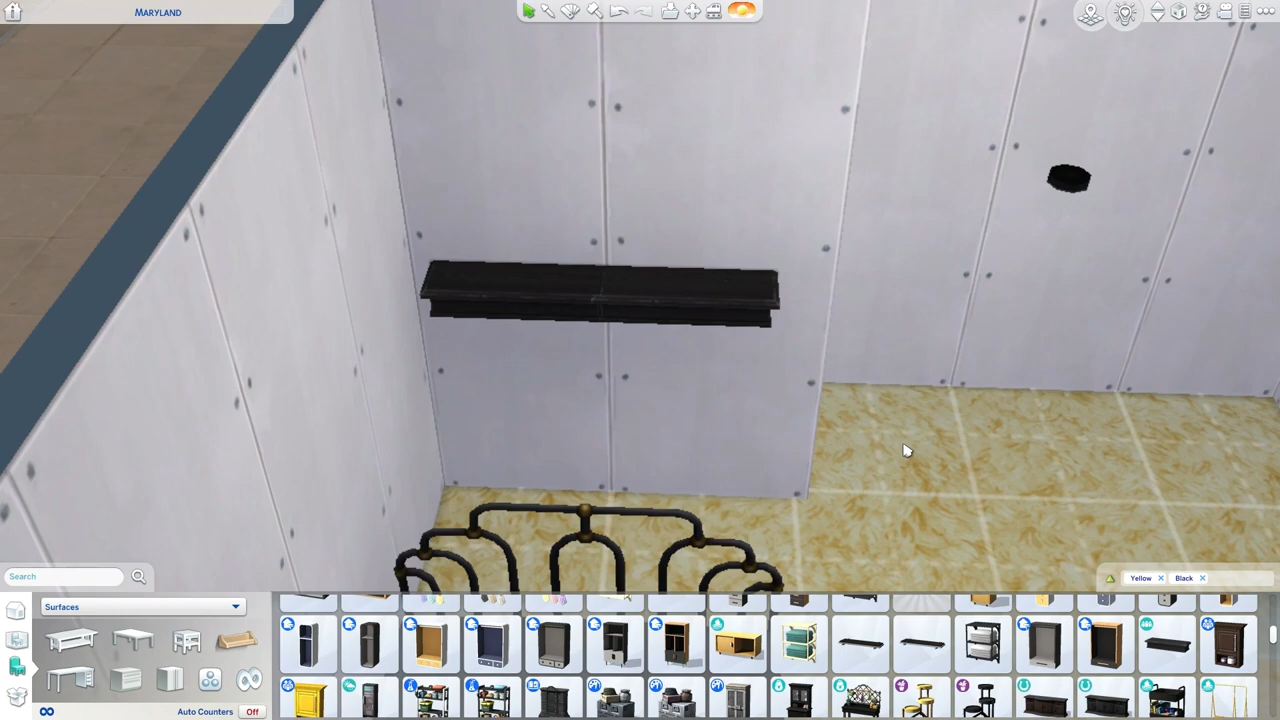 MARYLAND
Search
Yellow ✕ Black ✕
Surfaces
Auto Counters Off